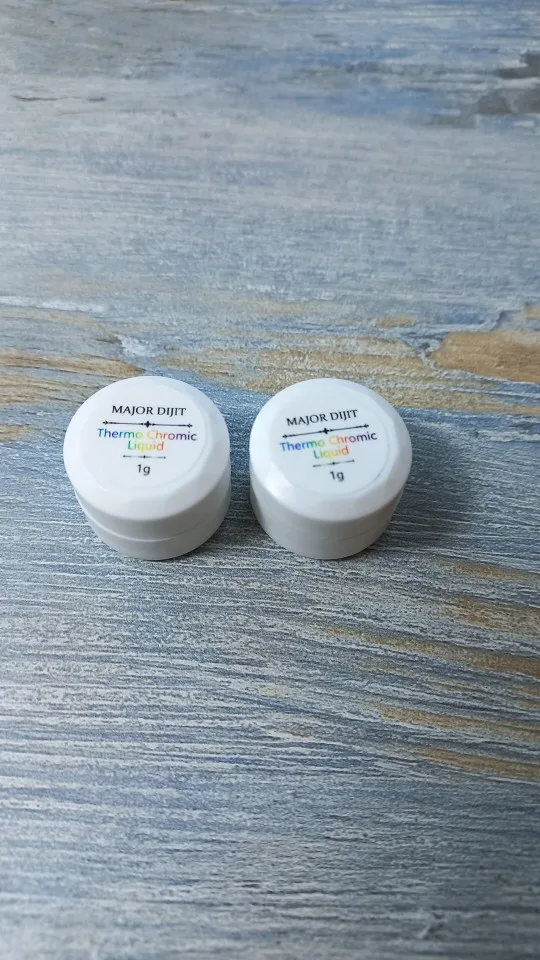 MAJOR DIJIT
Thermo Chromic
Liquid
1g
MAJOR DIJIT
Thermo Chromic
Liquid
1g